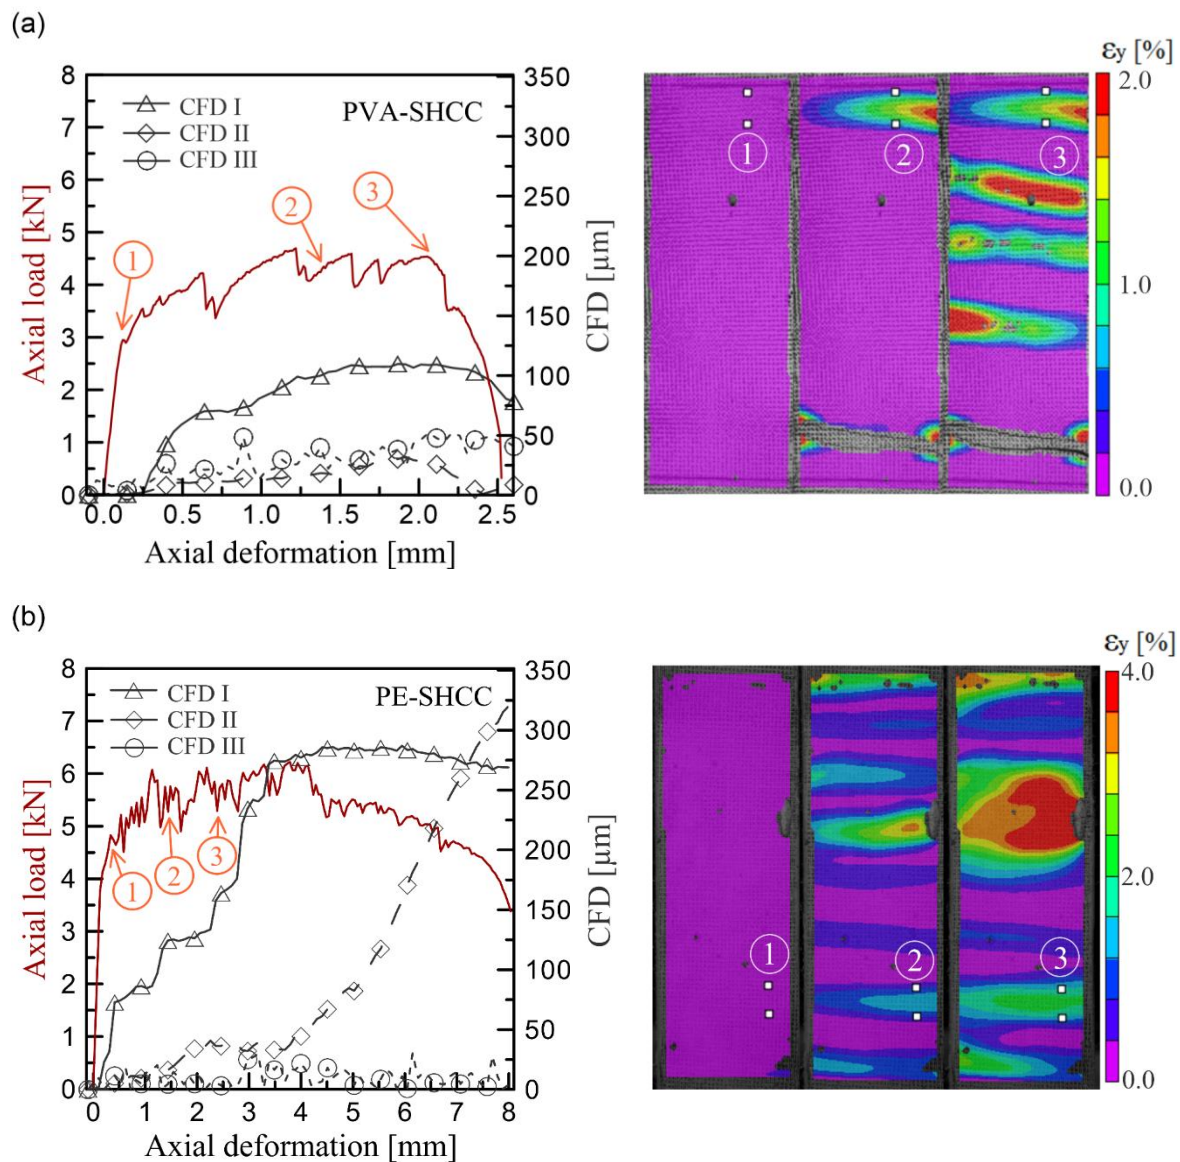 (a)
8
7
6
5
4
3
2
1
0
Axial load [kN]
CFD I
CFD II
CFD III
PVA-SHCC
1
2
3
350
300
250
200
150
100
50
0
CFD [μm]
0.0 0.5 1.0 1.5 2.0 2.5
Axial deformation [mm]
1
2
3
εy [%]
2.0
1.0
0.0
(b)
8
7
6
5
4
3
2
1
0
Axial load [kN]
CFD I
CFD II
CFD III
PE-SHCC
1
2
3
350
300
250
200
150
100
50
0
CFD [μm]
0 1 2 3 4 5 6 7 8
Axial deformation [mm]
1
2
3
εy [%]
4.0
2.0
0.0